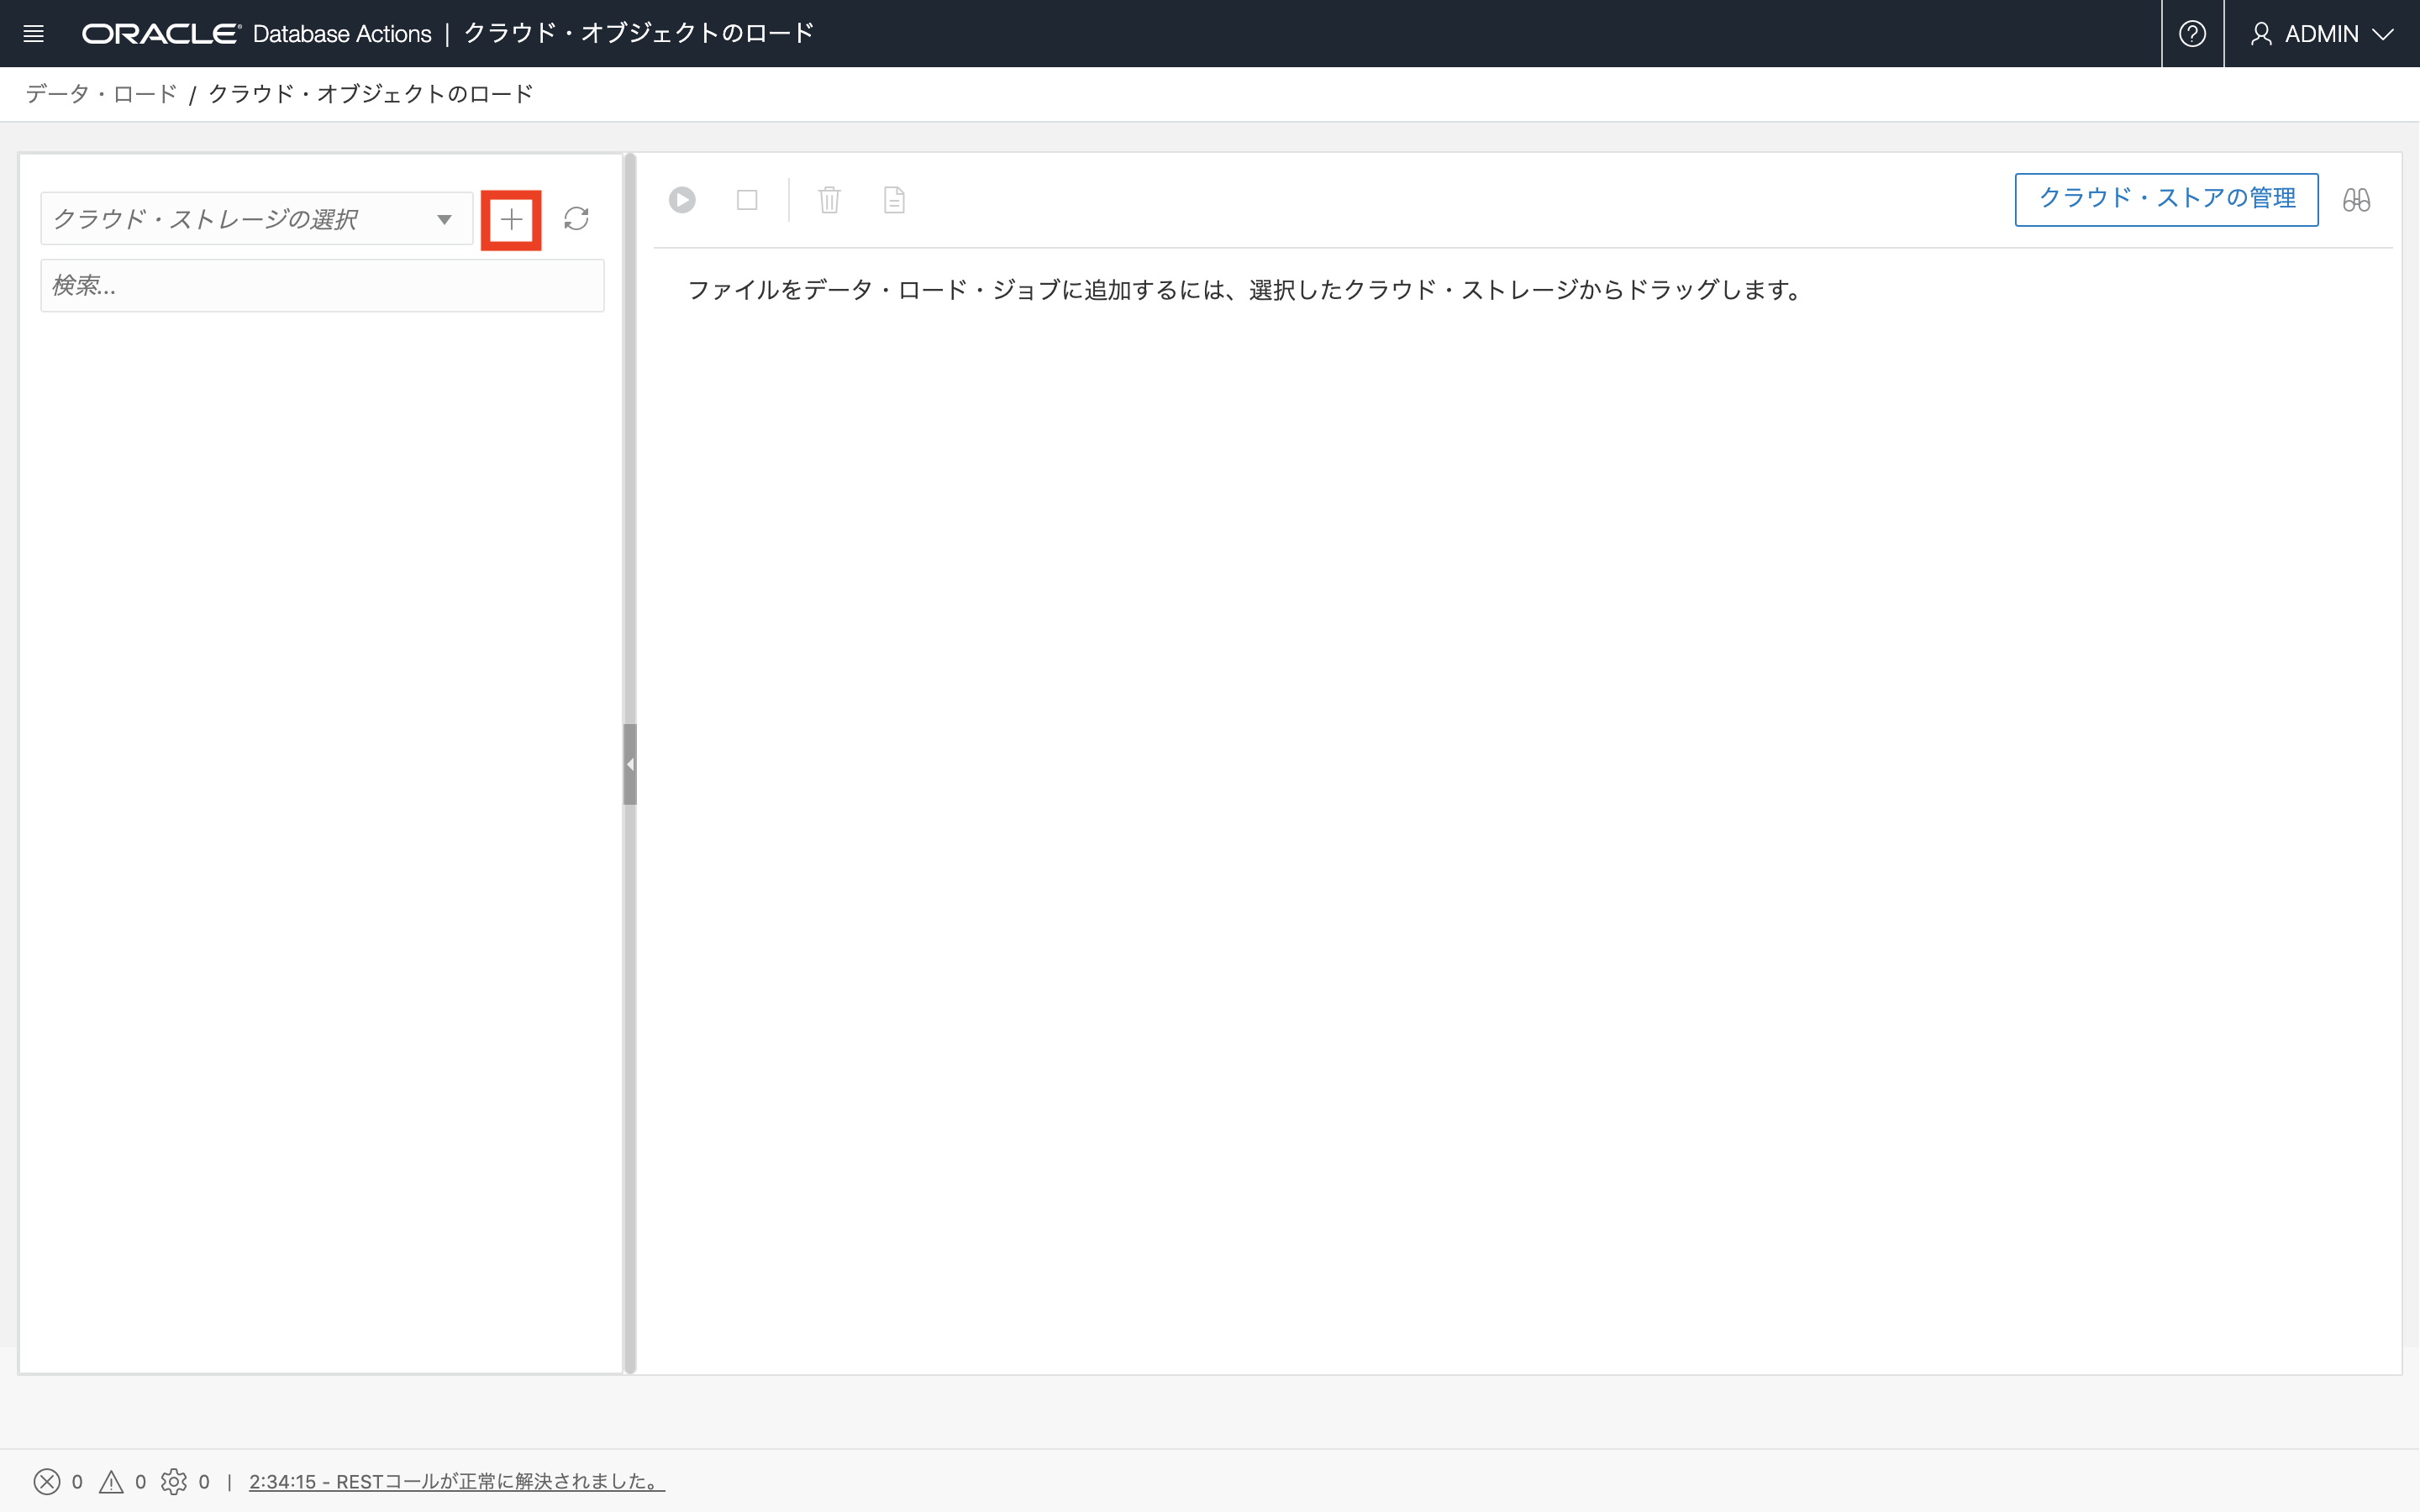 ORACLE® Database Actions | クラウド・オブジェクトのロード
ADMIN
データ・ロード / クラウド・オブジェクトのロード
クラウド・ストレージの選択
クラウド・ストアの管理
検索...
ファイルをデータ・ロード・ジョブに追加するには、選択したクラウド・ストレージからドラッグします。
0 0 0 | 2:34:15 - RESTコールが正常に解決されました。